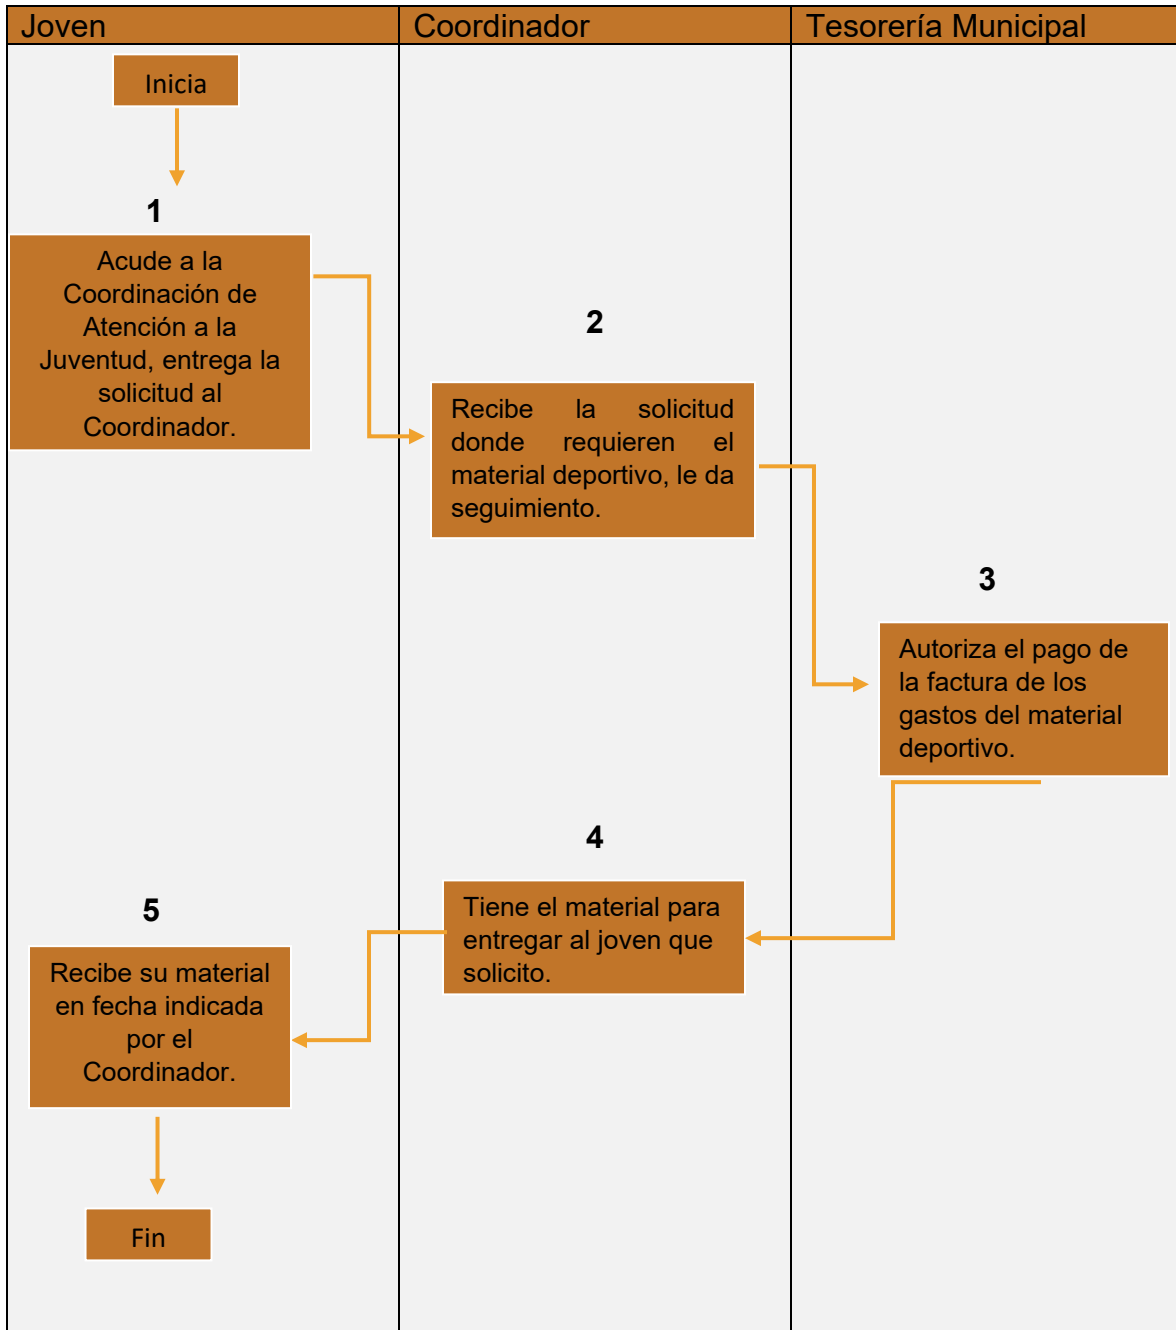 Joven
Coordinador
Tesorería Municipal
Inicia
1
Acude a la
Coordinación de
Atención a la
Juventud, entrega la
solicitud al
Coordinador.
2
Recibe la solicitud
donde requieren el
material deportivo, le da
seguimiento.
3
Autoriza el pago de
la factura de los
gastos del material
deportivo.
4
Tiene el material para
entregar al joven que
solicito.
5
Recibe su material
en fecha indicada
por el
Coordinador.
Fin